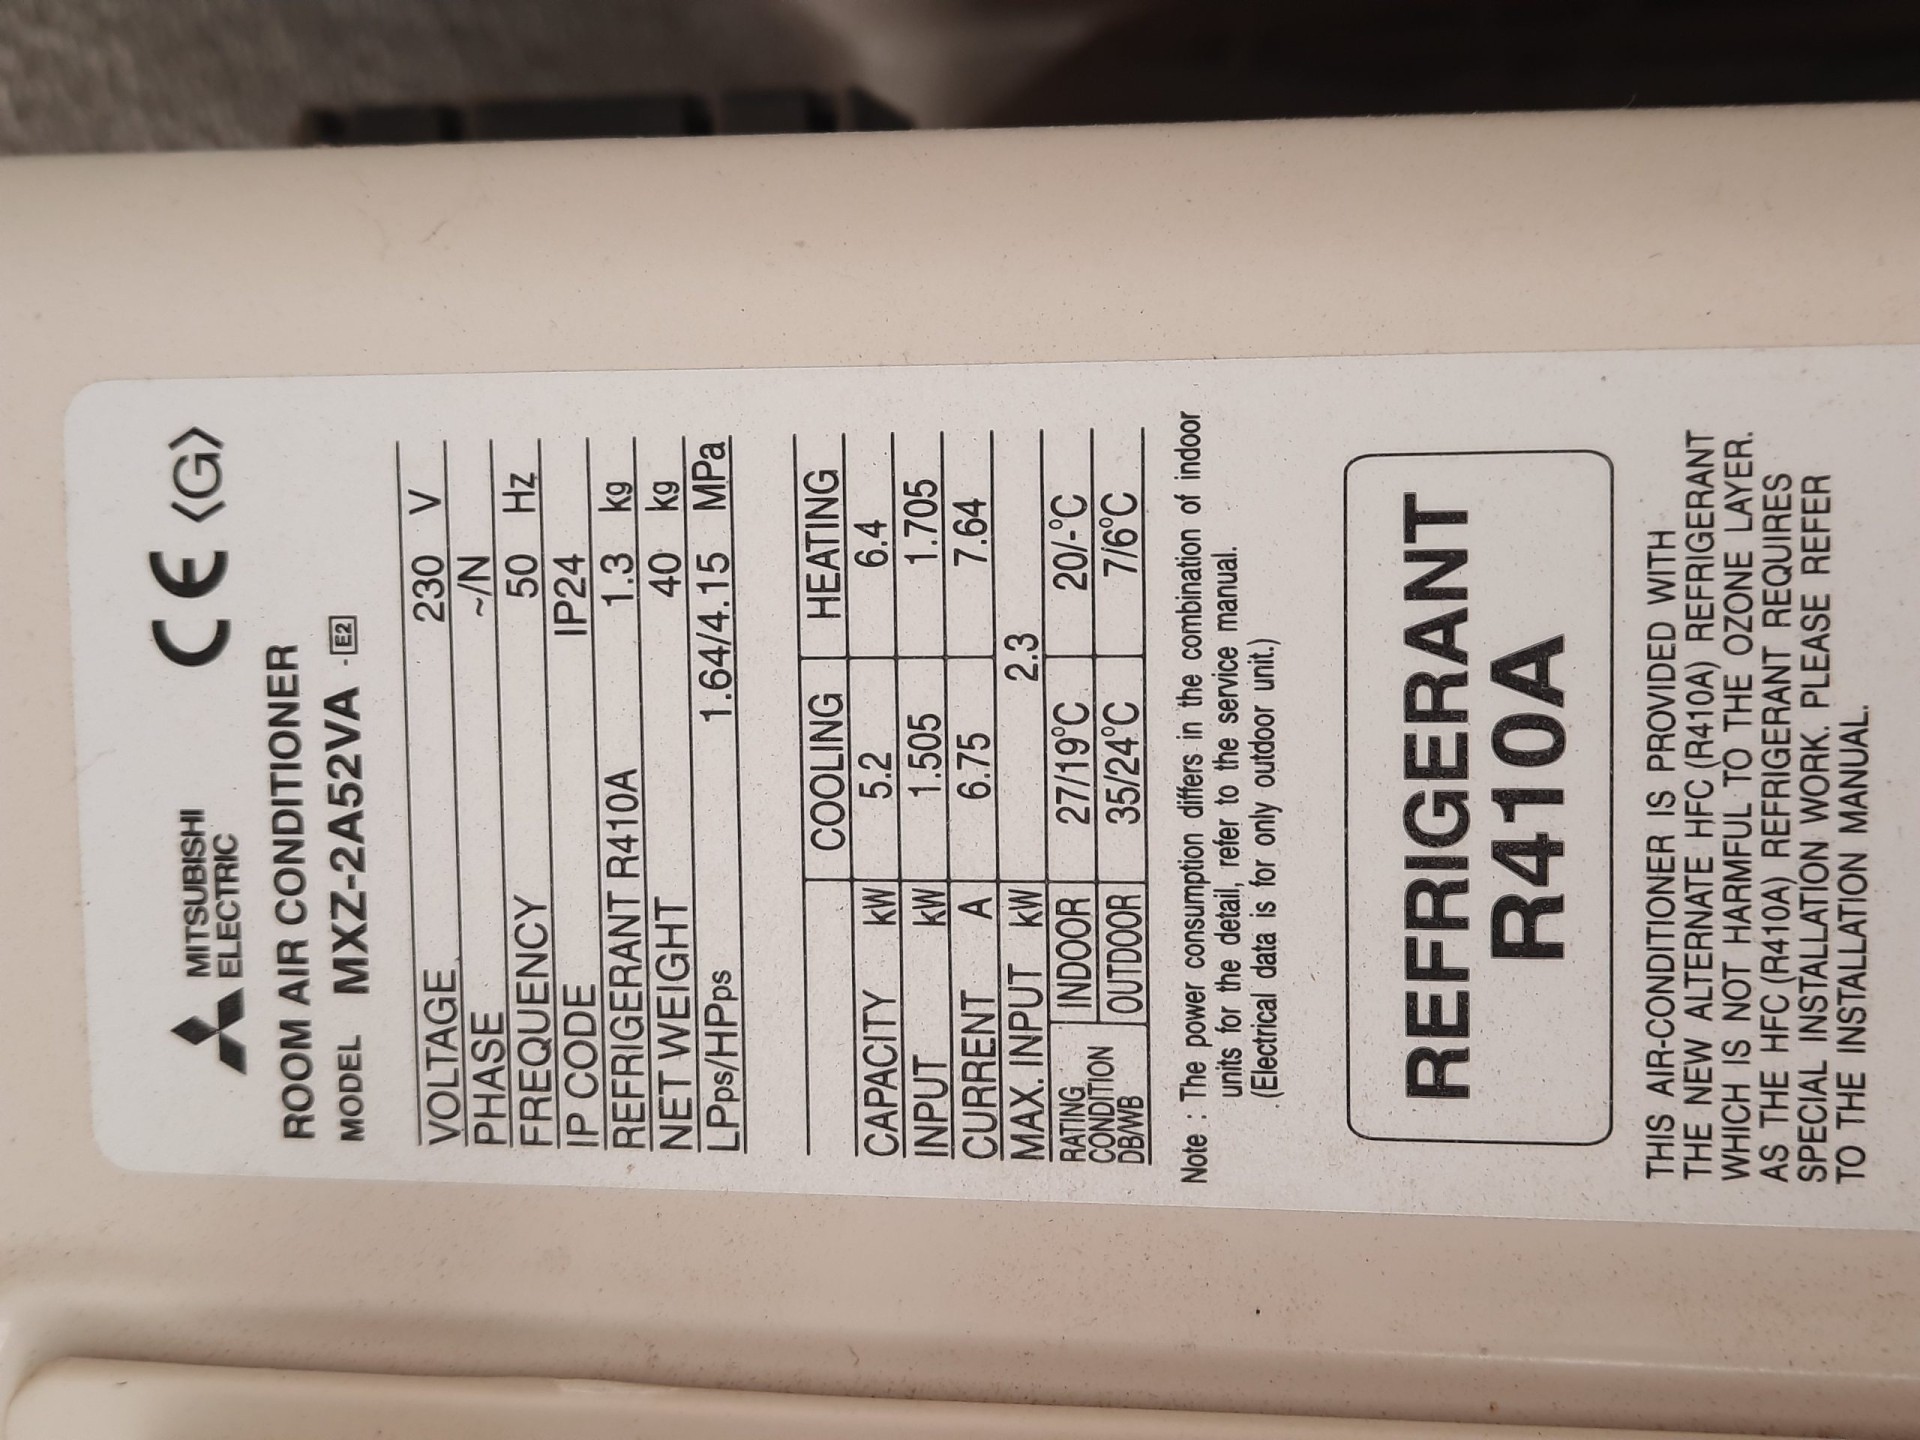 MITSUBISHI ELECTRIC CE <G>
ROOM AIR CONDITIONER
MODEL MXZ-2A52VA -E2
VOLTAGE 230 V
PHASE ~/N
FREQUENCY 50 Hz
IP CODE IP24
REFRIGERANT R410A 1.3 kg
NET WEIGHT 40 kg
LPps/HPps 1.64/4.15 MPa
COOLING HEATING
CAPACITY kW 5.2 6.4
INPUT kW 1.505 1.705
CURRENT A 6.75 7.64
MAX. INPUT kW 2.3
RATING CONDITION DB/WB INDOOR 27/19°C 20/-°C
OUTDOOR 35/24°C 7/6°C
Note : The power consumption differs in the combination of indoor
units for the detail, refer to the service manual.
(Electrical data is for only outdoor unit.)
REFRIGERANT
R410A
THIS AIR-CONDITIONER IS PROVIDED WITH
THE NEW ALTERNATE HFC (R410A) REFRIGERANT
WHICH IS NOT HARMFUL TO THE OZONE LAYER.
AS THE HFC (R410A) REFRIGERANT REQUIRES
SPECIAL INSTALLATION WORK. PLEASE REFER
TO THE INSTALLATION MANUAL.